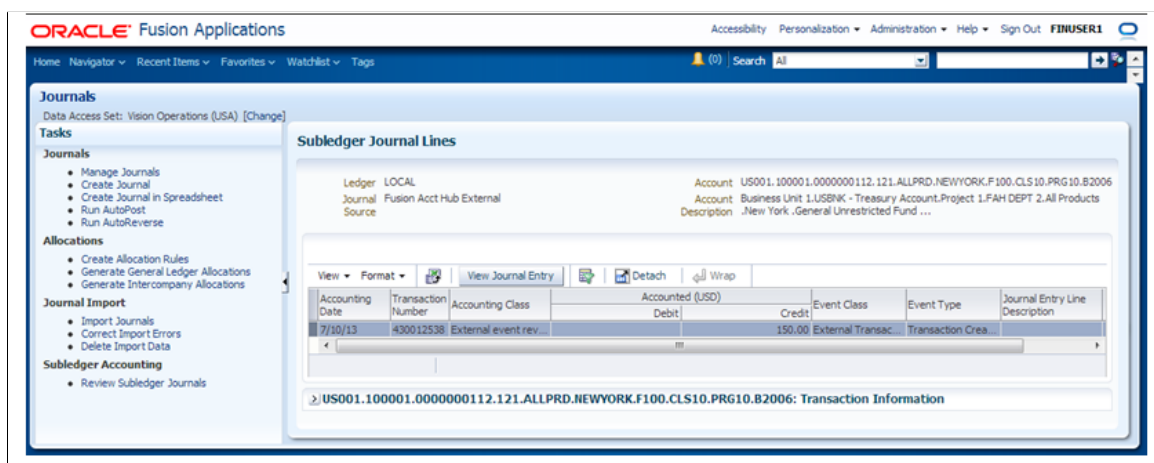 ORACLE Fusion Applications
Accessibility Personalization Administration Help Sign Out FINUSER1
Home Navigator Recent Items Favorites Watchlist Tags (0) Search All
Journals
Data Access Set: Vision Operations (USA) [Change]
Tasks
Journals
Manage Journals
Create Journal
Create Journal in Spreadsheet
Run AutoPost
Run AutoReverse
Allocations
Create Allocation Rules
Generate General Ledger Allocations
Generate Intercompany Allocations
Journal Import
Import Journals
Correct Import Errors
Delete Import Data
Subledger Accounting
Review Subledger Journals
Subledger Journal Lines
Ledger LOCAL
Journal Source Fusion Acct Hub External
Account US001.100001.0000000112.121.ALLPRD.NEWYORK.F100.CLS10.PRG10.B2006
Account Description Business Unit 1.USBNK - Treasury Account.Project 1.FAH DEPT 2.All Products
.New York .General Unrestricted Fund ...
View Format View Journal Entry Detach Wrap
Accounting Date Transaction Number Accounting Class Accounted (USD) Debit Credit Event Class Event Type Journal Entry Line Description
7/10/13 430012538 External event rev... 150.00 External Transac... Transaction Crea...
US001.100001.0000000112.121.ALLPRD.NEWYORK.F100.CLS10.PRG10.B2006: Transaction Information